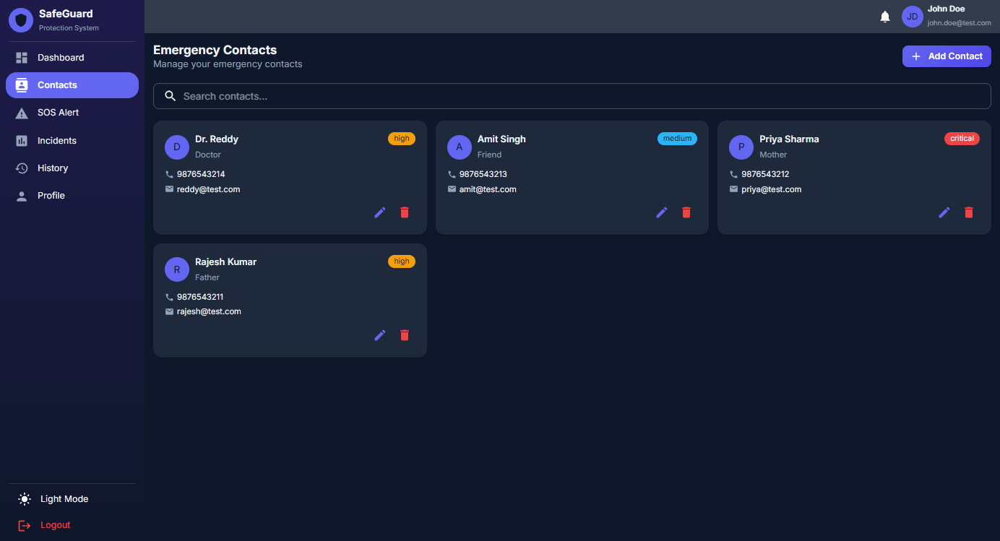 SafeGuard
Protection System
Dashboard
Contacts
SOS Alert
Incidents
History
Profile
Light Mode
Logout
JD
John Doe
john.doe@test.com
Emergency Contacts
Manage your emergency contacts
Add Contact
Search contacts...
D
Dr. Reddy
Doctor
high
9876543214
reddy@test.com
A
Amit Singh
Friend
medium
9876543213
amit@test.com
P
Priya Sharma
Mother
critical
9876543212
priya@test.com
R
Rajesh Kumar
Father
high
9876543211
rajesh@test.com